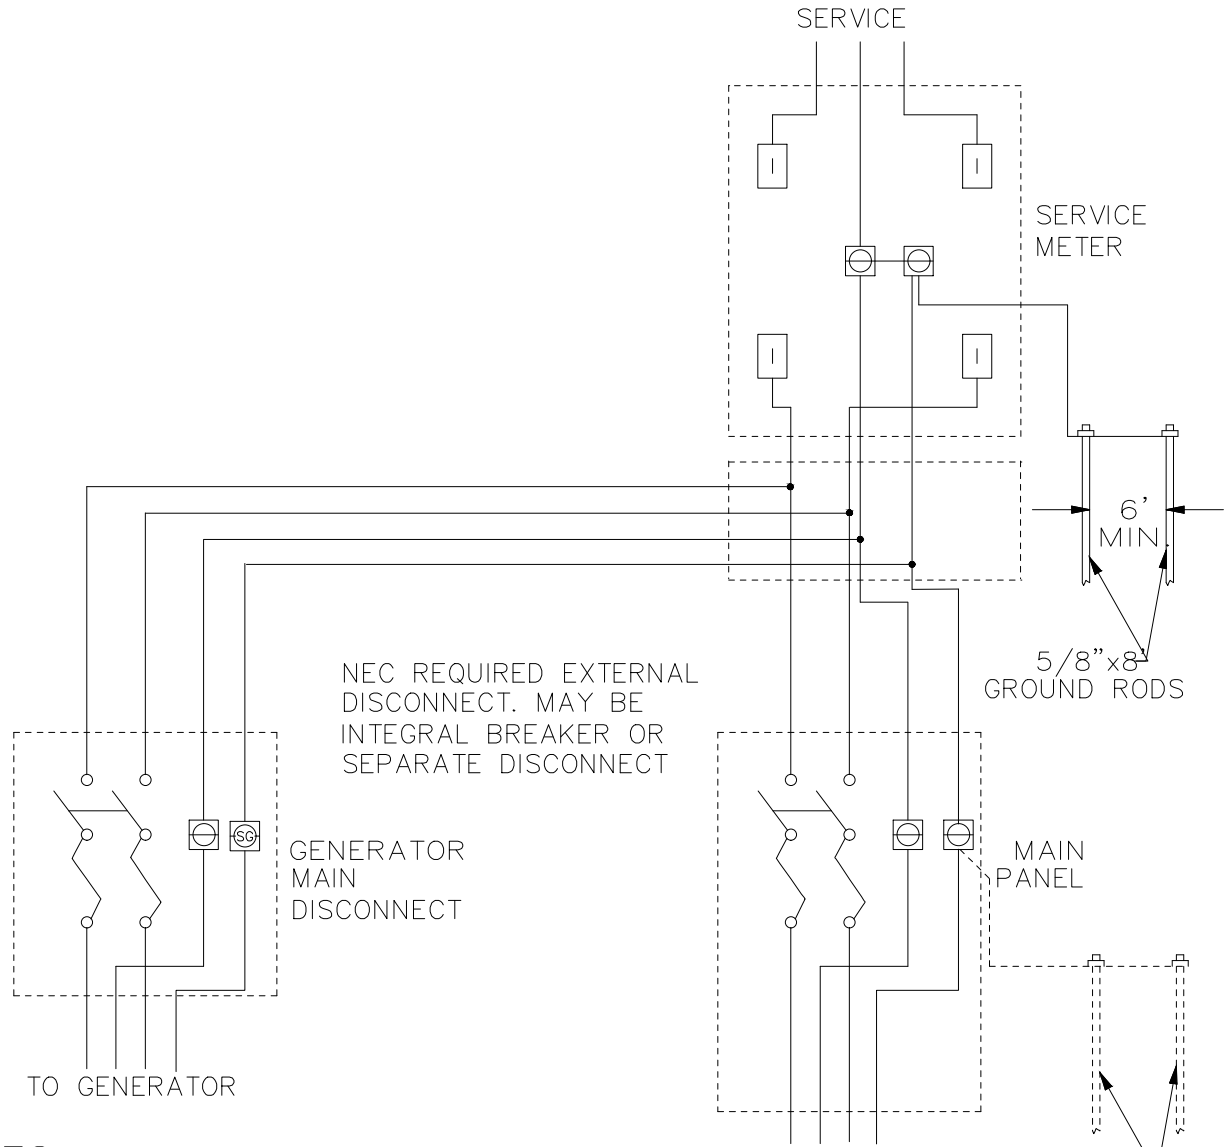 SERVICE
SERVICE
METER
6'
MIN
5/8"x8'
GROUND RODS
NEC REQUIRED EXTERNAL
DISCONNECT. MAY BE
INTEGRAL BREAKER OR
SEPARATE DISCONNECT
SG
GENERATOR
MAIN
DISCONNECT
MAIN
PANEL
TO GENERATOR